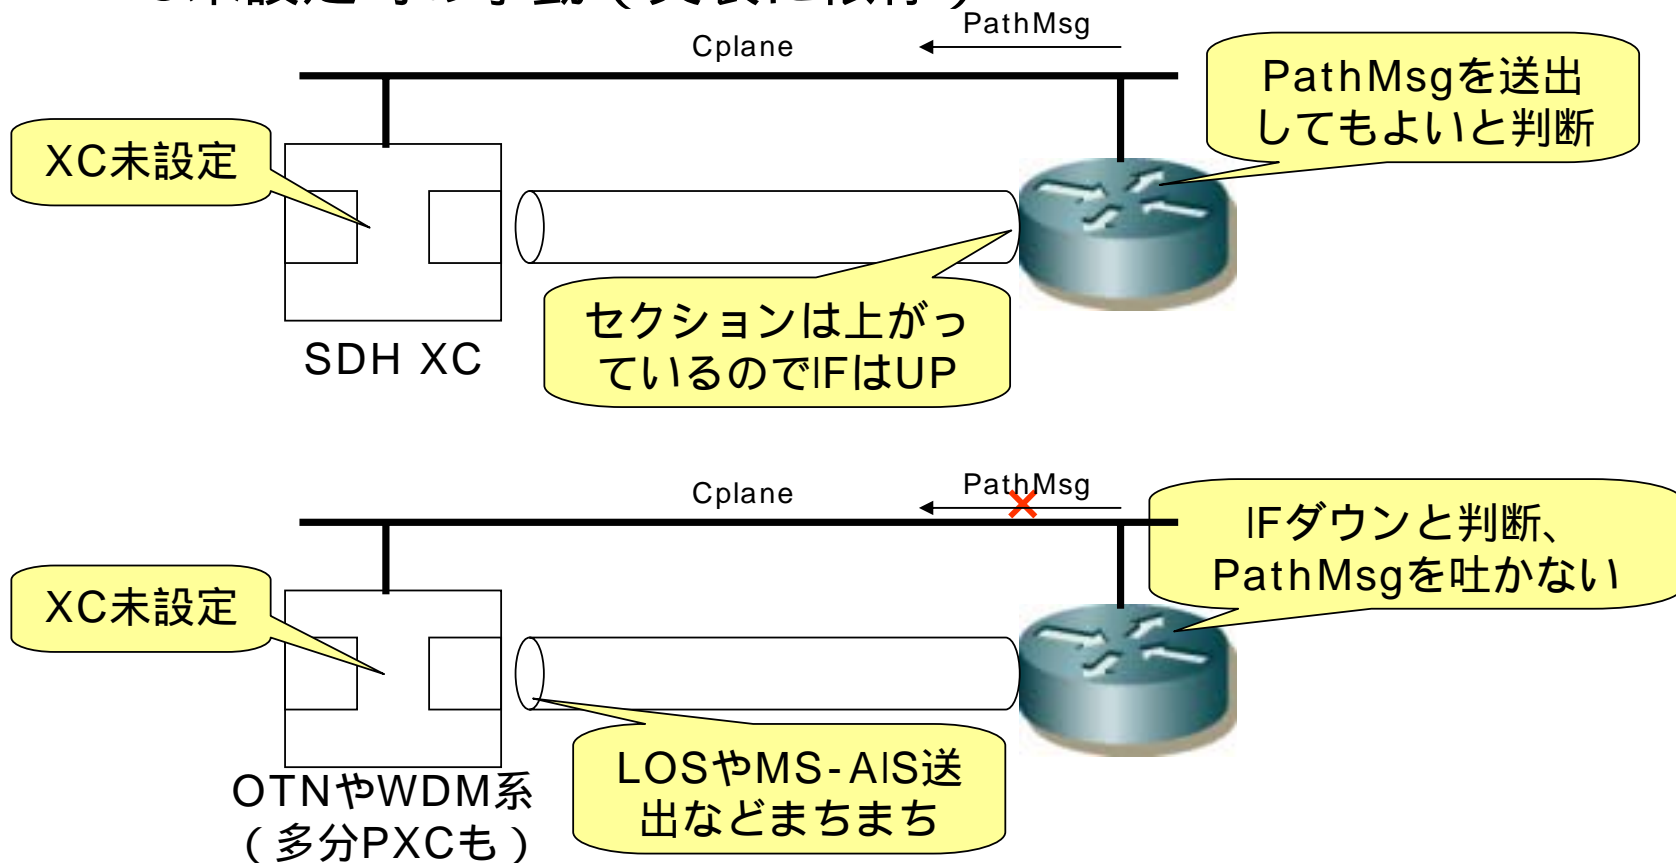 PathMsg
Cplane
PathMsgを送出
してもよいと判断
XC未設定
セクションは上がっ
ているのでIFはUP
SDH XC
PathMsg
Cplane
IFダウンと判断、
PathMsgを吐かない
XC未設定
LOSやMS-AIS送
出などまちまち
OTNやWDM系
（多分PXCも）